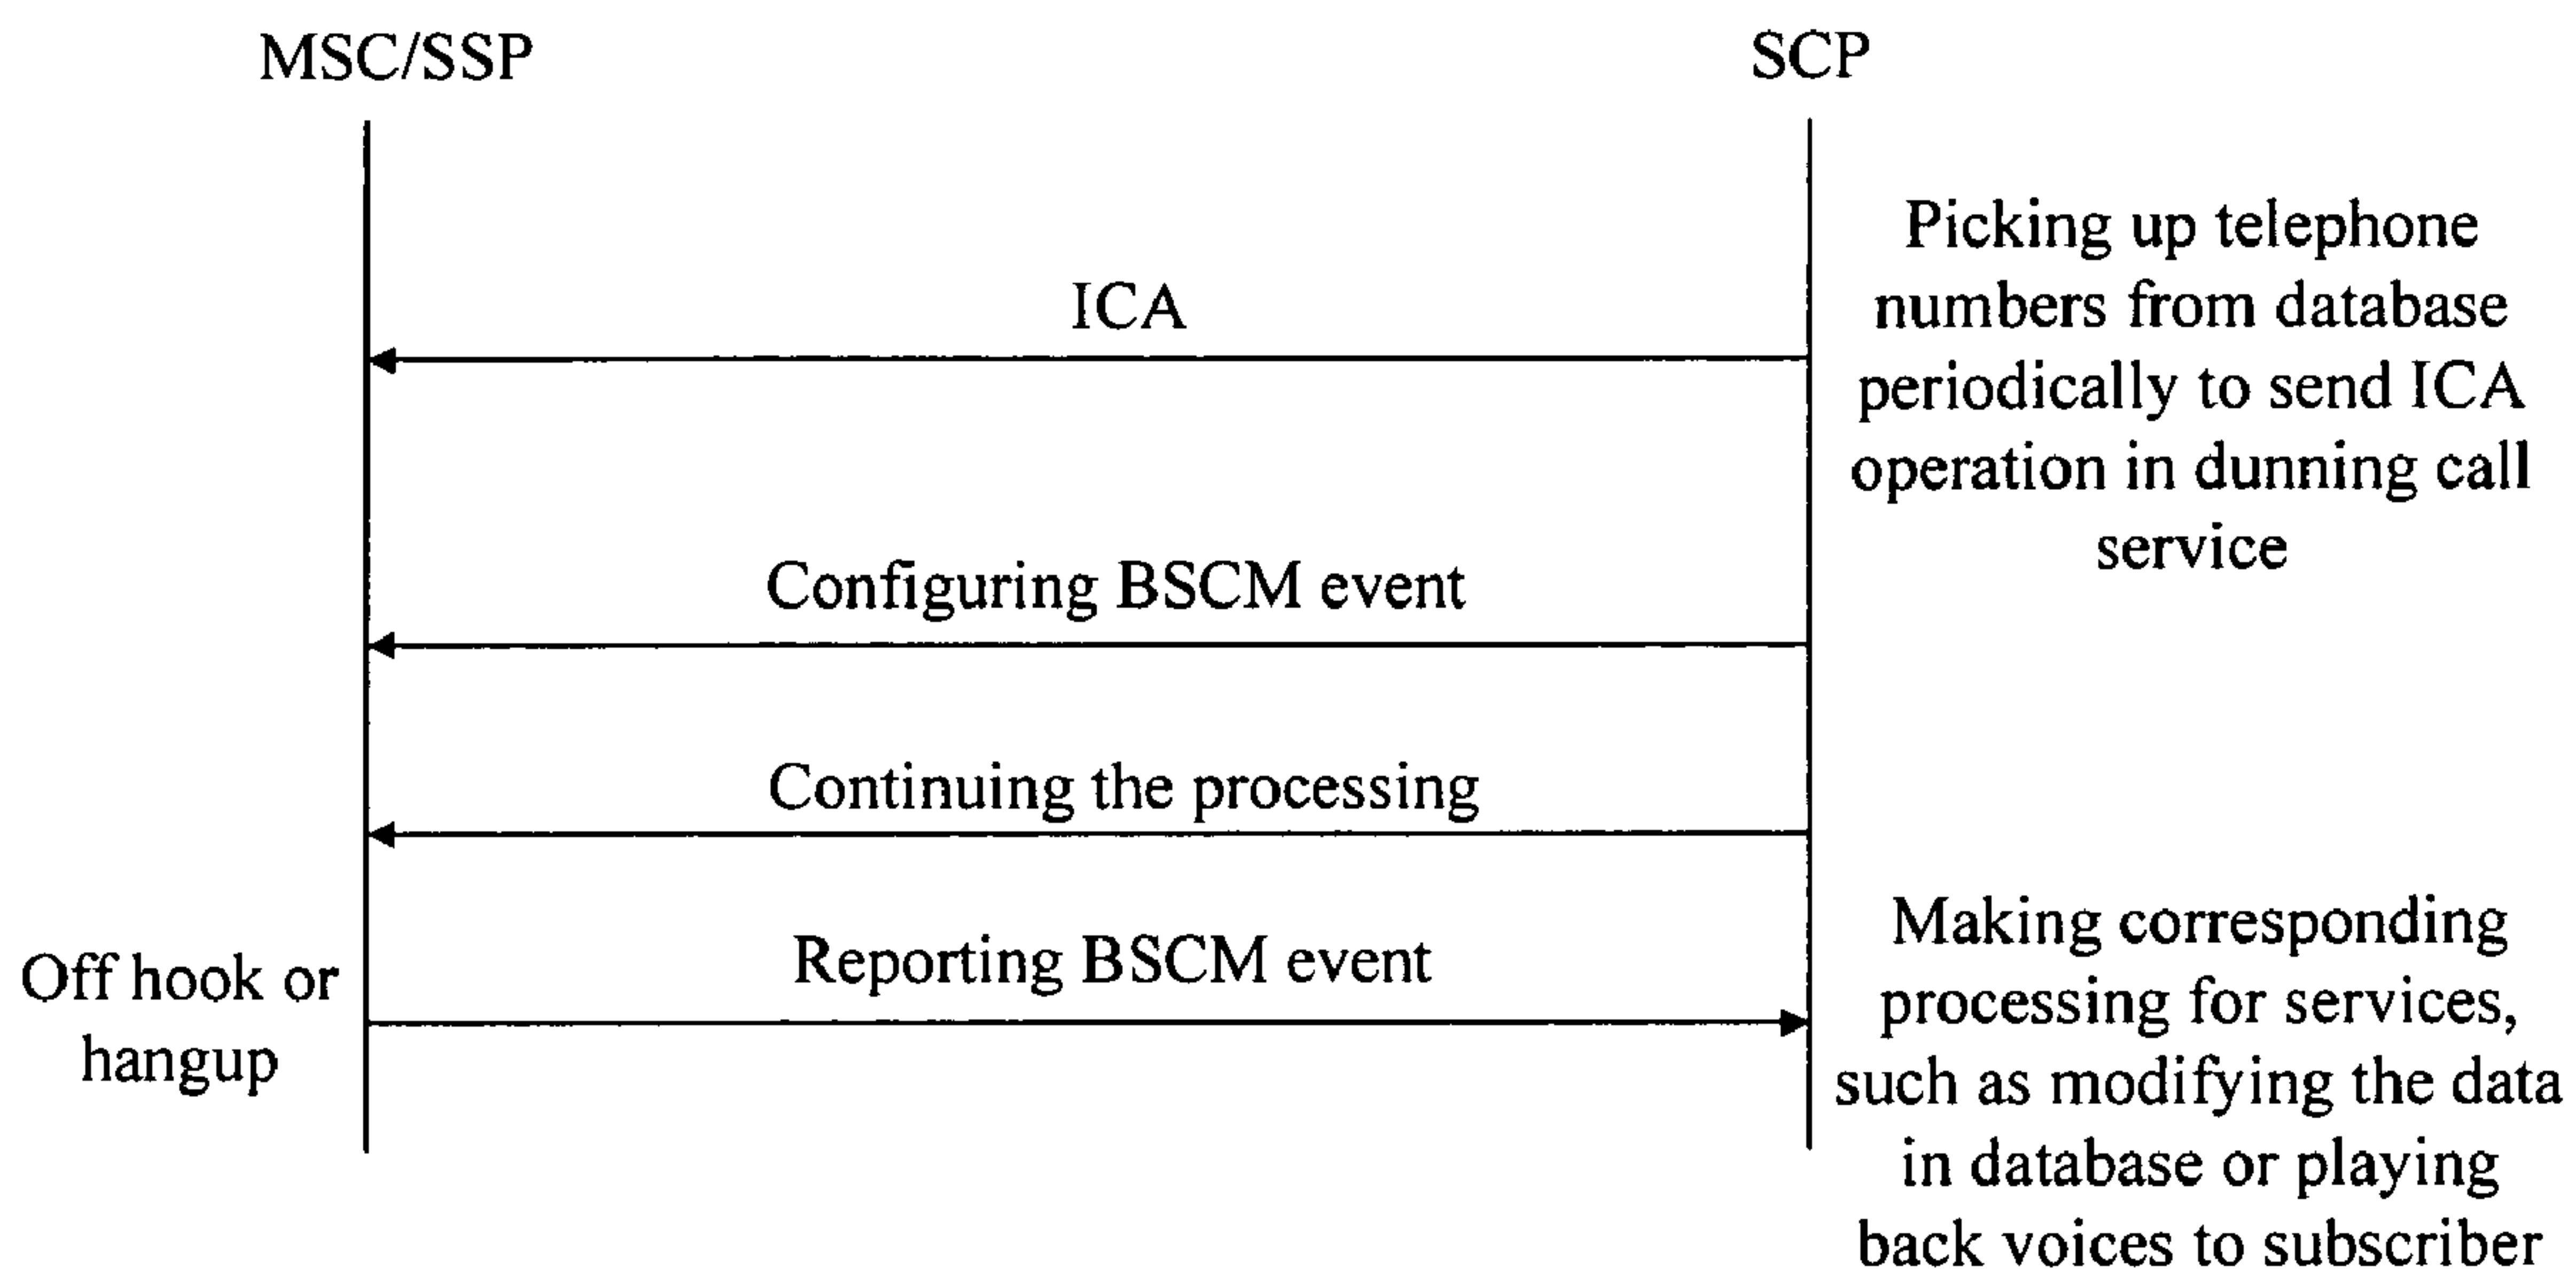 MSC/SSP
SCP
Picking up telephone
numbers from database
periodically to send ICA
operation in dunning call
service
ICA
Configuring BSCM event
Continuing the processing
Reporting BSCM event
Off hook or
hangup
Making corresponding
processing for services,
such as modifying the data
in database or playing
back voices to subscriber